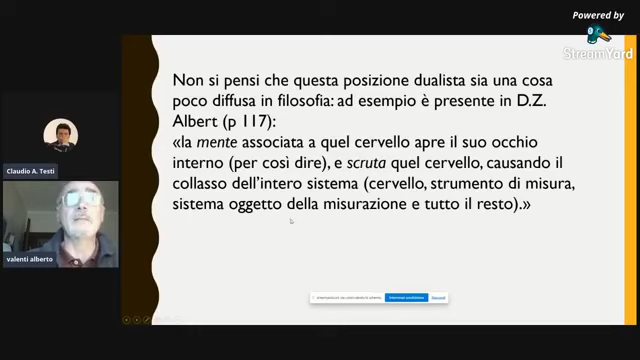 Powered by
StreamYard
Non si pensi che questa posizione dualista sia una cosa
poco diffusa in filosofia: ad esempio è presente in D.Z.
Albert (p 117):
«la mente associata a quel cervello apre il suo occhio
interno (per così dire), e scruta quel cervello, causando il
collasso dell'intero sistema (cervello, strumento di misura,
sistema oggetto della misurazione e tutto il resto).»
Claudio A. Testi
valenti alberto